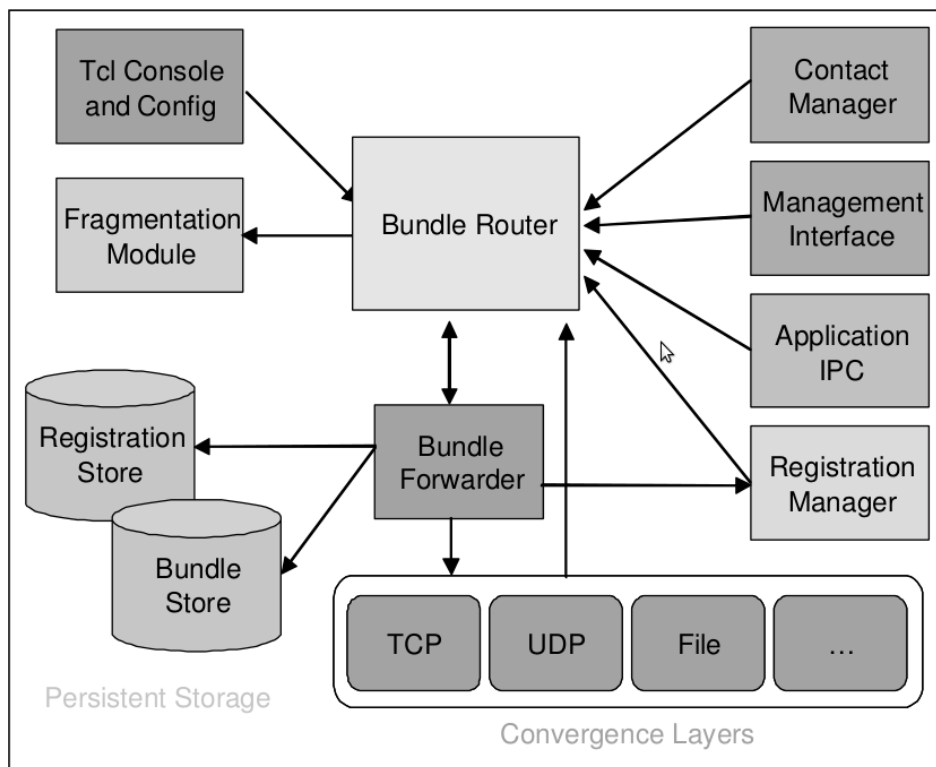 Tcl Console
and Config
Contact
Manager
Fragmentation
Module
Bundle Router
Management
Interface
Application
IPC
Registration
Store
Bundle
Forwarder
Registration
Manager
Bundle
Store
TCP
UDP
File
...
Persistent Storage
Convergence Layers